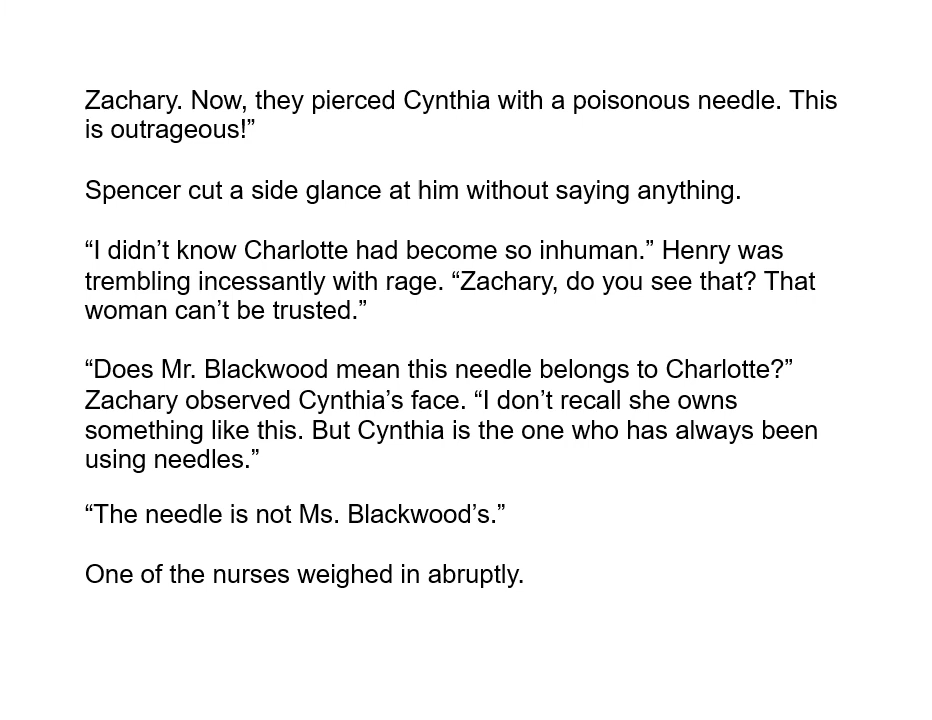 Zachary. Now, they pierced Cynthia with a poisonous needle. This
is outrageous!”
Spencer cut a side glance at him without saying anything.
“I didn’t know Charlotte had become so inhuman.” Henry was
trembling incessantly with rage. “Zachary, do you see that? That
woman can’t be trusted.”
“Does Mr. Blackwood mean this needle belongs to Charlotte?”
Zachary observed Cynthia’s face. “I don’t recall she owns
something like this. But Cynthia is the one who has always been
using needles.”
“The needle is not Ms. Blackwood’s.”
One of the nurses weighed in abruptly.